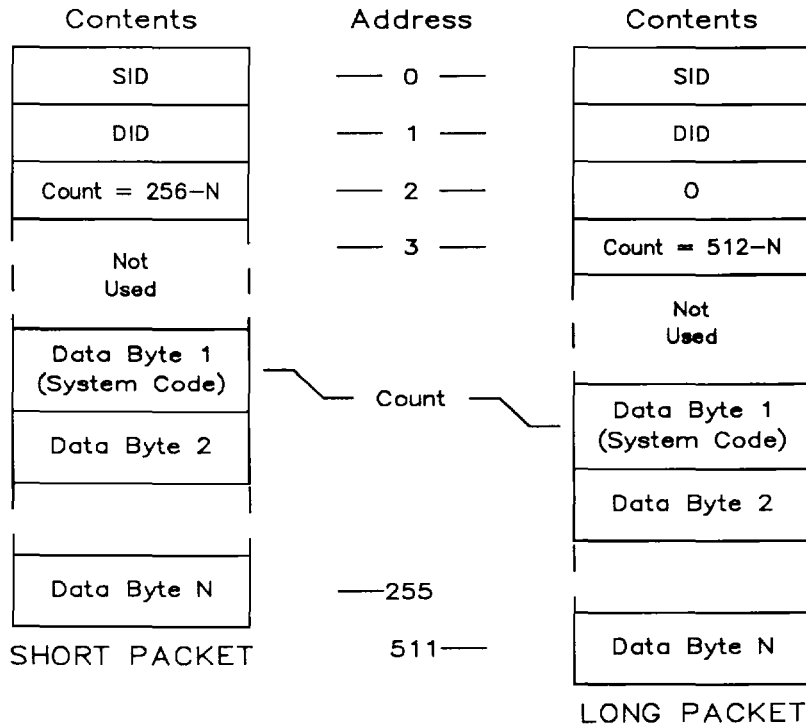 Contents Address Contents
SID
DID
Count = 256-N
Not
Used
Data Byte 1
(System Code)
Data Byte 2
Data Byte N
SHORT PACKET
0
1
2
3
Count
255
511
SID
DID
0
Count = 512-N
Not
Used
Data Byte 1
(System Code)
Data Byte 2
Data Byte N
LONG PACKET